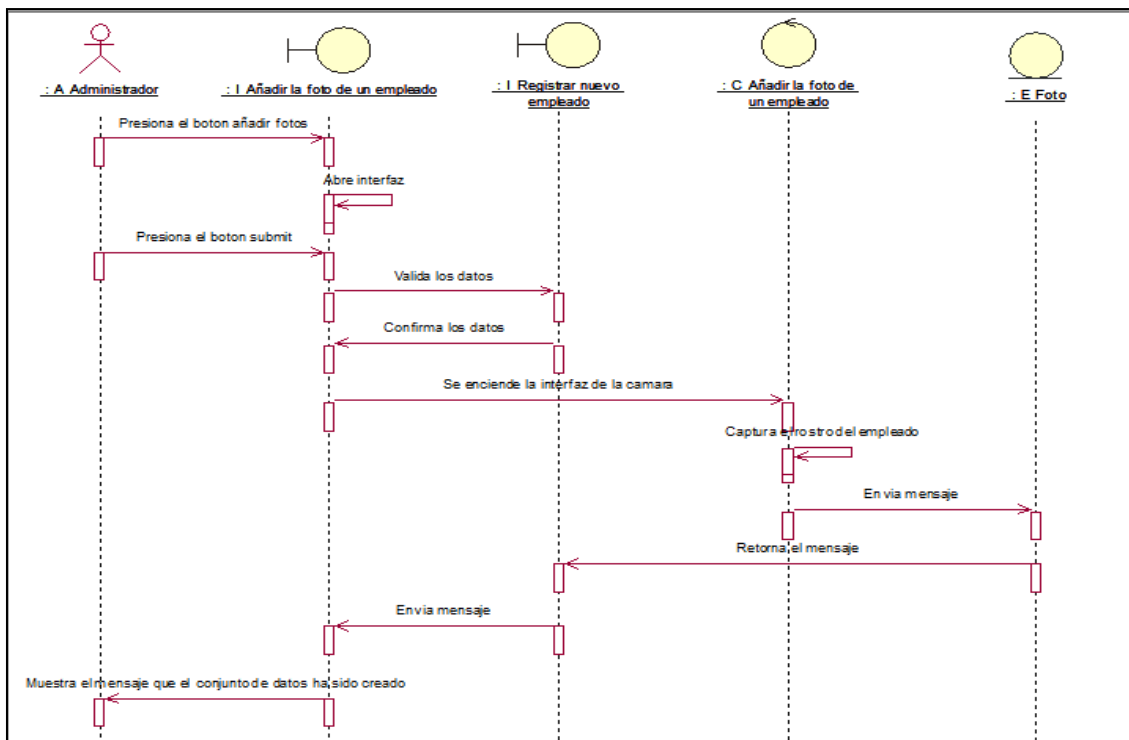 : A Administrador
: I Añadir la foto de un empleado
: I Registrar nuevo
empleado
: C Añadir la foto de
un empleado
: E Foto
Presiona el boton añadir fotos
Abre interfaz
Presiona el boton submit
Valida los datos
Confirma los datos
Se enciende la interfaz de la camara
Captura el rostro del empleado
Envia mensaje
Retorna el mensaje
Envia mensaje
Muestra el mensaje que el conjunto de datos ha sido creado